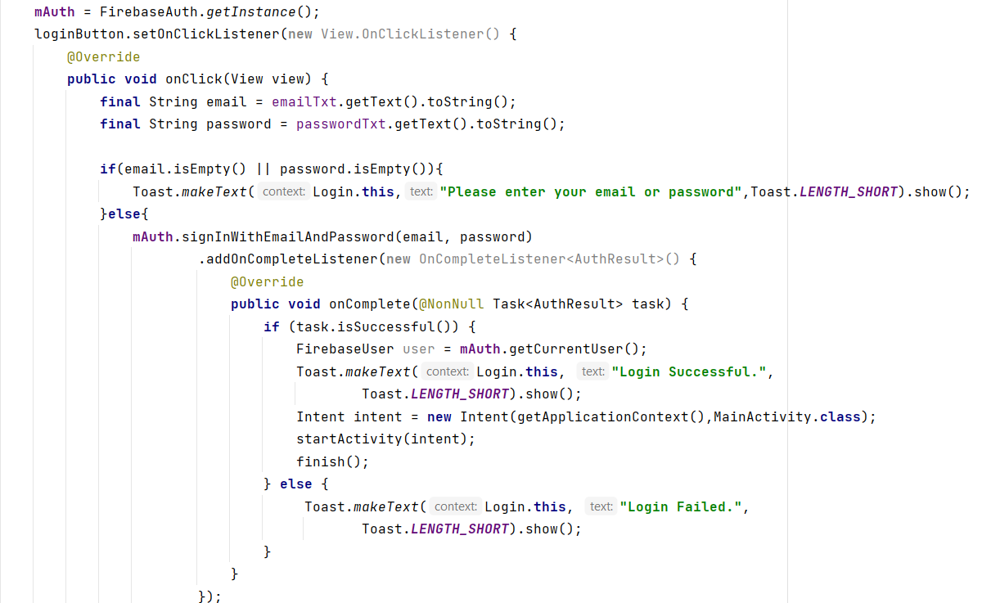 mAuth = FirebaseAuth.getInstance();
loginButton.setOnClickListener(new View.OnClickListener() {
@Override
public void onClick(View view) {
final String email = emailTxt.getText().toString();
final String password = passwordTxt.getText().toString();
if(email.isEmpty() || password.isEmpty()){
Toast.makeText( context: Login.this, text: "Please enter your email or password",Toast.LENGTH_SHORT).show();
}else{
mAuth.signInWithEmailAndPassword(email, password)
.addOnCompleteListener(new OnCompleteListener<AuthResult>() {
@Override
public void onComplete(@NonNull Task<AuthResult> task) {
if (task.isSuccessful()) {
FirebaseUser user = mAuth.getCurrentUser();
Toast.makeText( context: Login.this, text: "Login Successful.",
Toast.LENGTH_SHORT).show();
Intent intent = new Intent(getApplicationContext(),MainActivity.class);
startActivity(intent);
finish();
} else {
Toast.makeText( context: Login.this, text: "Login Failed.",
Toast.LENGTH_SHORT).show();
}
}
});